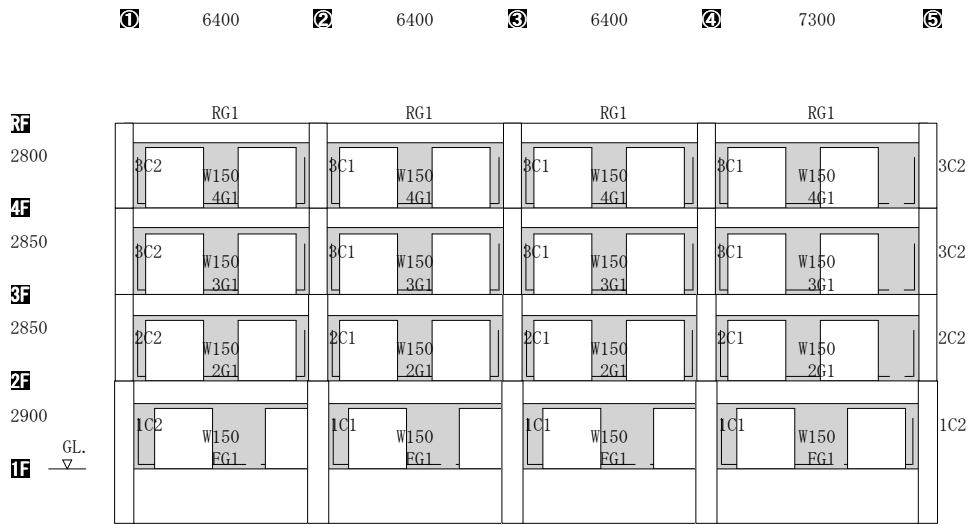 ① 6400 ② 6400 ③ 6400 ④ 7300 ⑤
RG1 RG1 RG1 RG1
RF
2800
3C2 3C1 3C1 3C1 3C2
W150 W150 W150 W150
4G1 4G1 4G1 4G1
4F
2850
3C2 3C1 3C1 3C1 3C2
W150 W150 W150 W150
3G1 3G1 3G1 3G1
3F
2850
2C2 2C1 2C1 2C1 2C2
W150 W150 W150 W150
2G1 2G1 2G1 2G1
2F
2900
1C2 1C1 1C1 1C1 1C2
W150 W150 W150 W150
GL.
FG1 FG1 FG1 FG1
1F